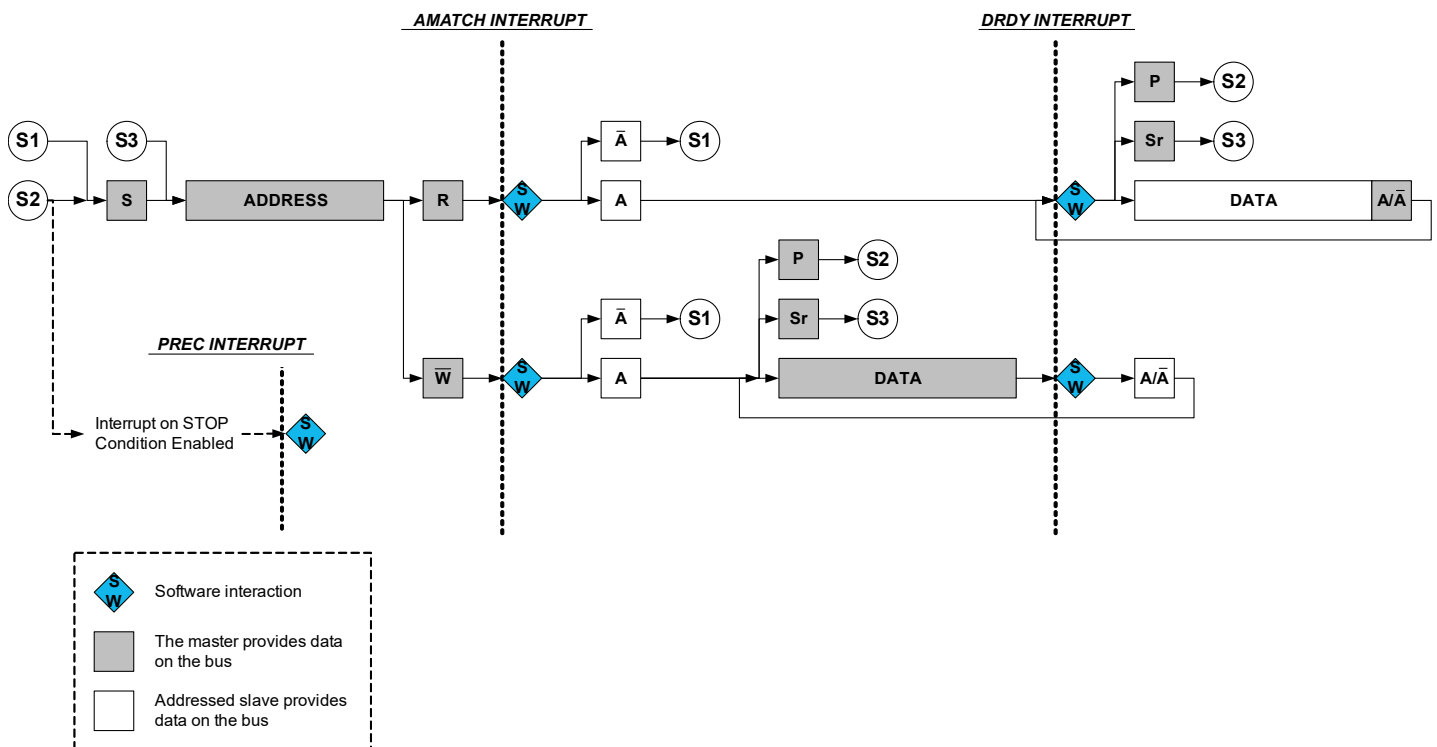 AMATCH INTERRUPT
DRDY INTERRUPT
P
S2
S1
S3
A̅
S1
Sr
S3
S2
S
ADDRESS
R
S
W
A
S
W
DATA
A/A̅
P
S2
A̅
S1
Sr
S3
PREC INTERRUPT
W̅
S
W
A
DATA
S
W
A/A̅
Interrupt on STOP
Condition Enabled
S
W
S
W
Software interaction
The master provides data
on the bus
Addressed slave provides
data on the bus